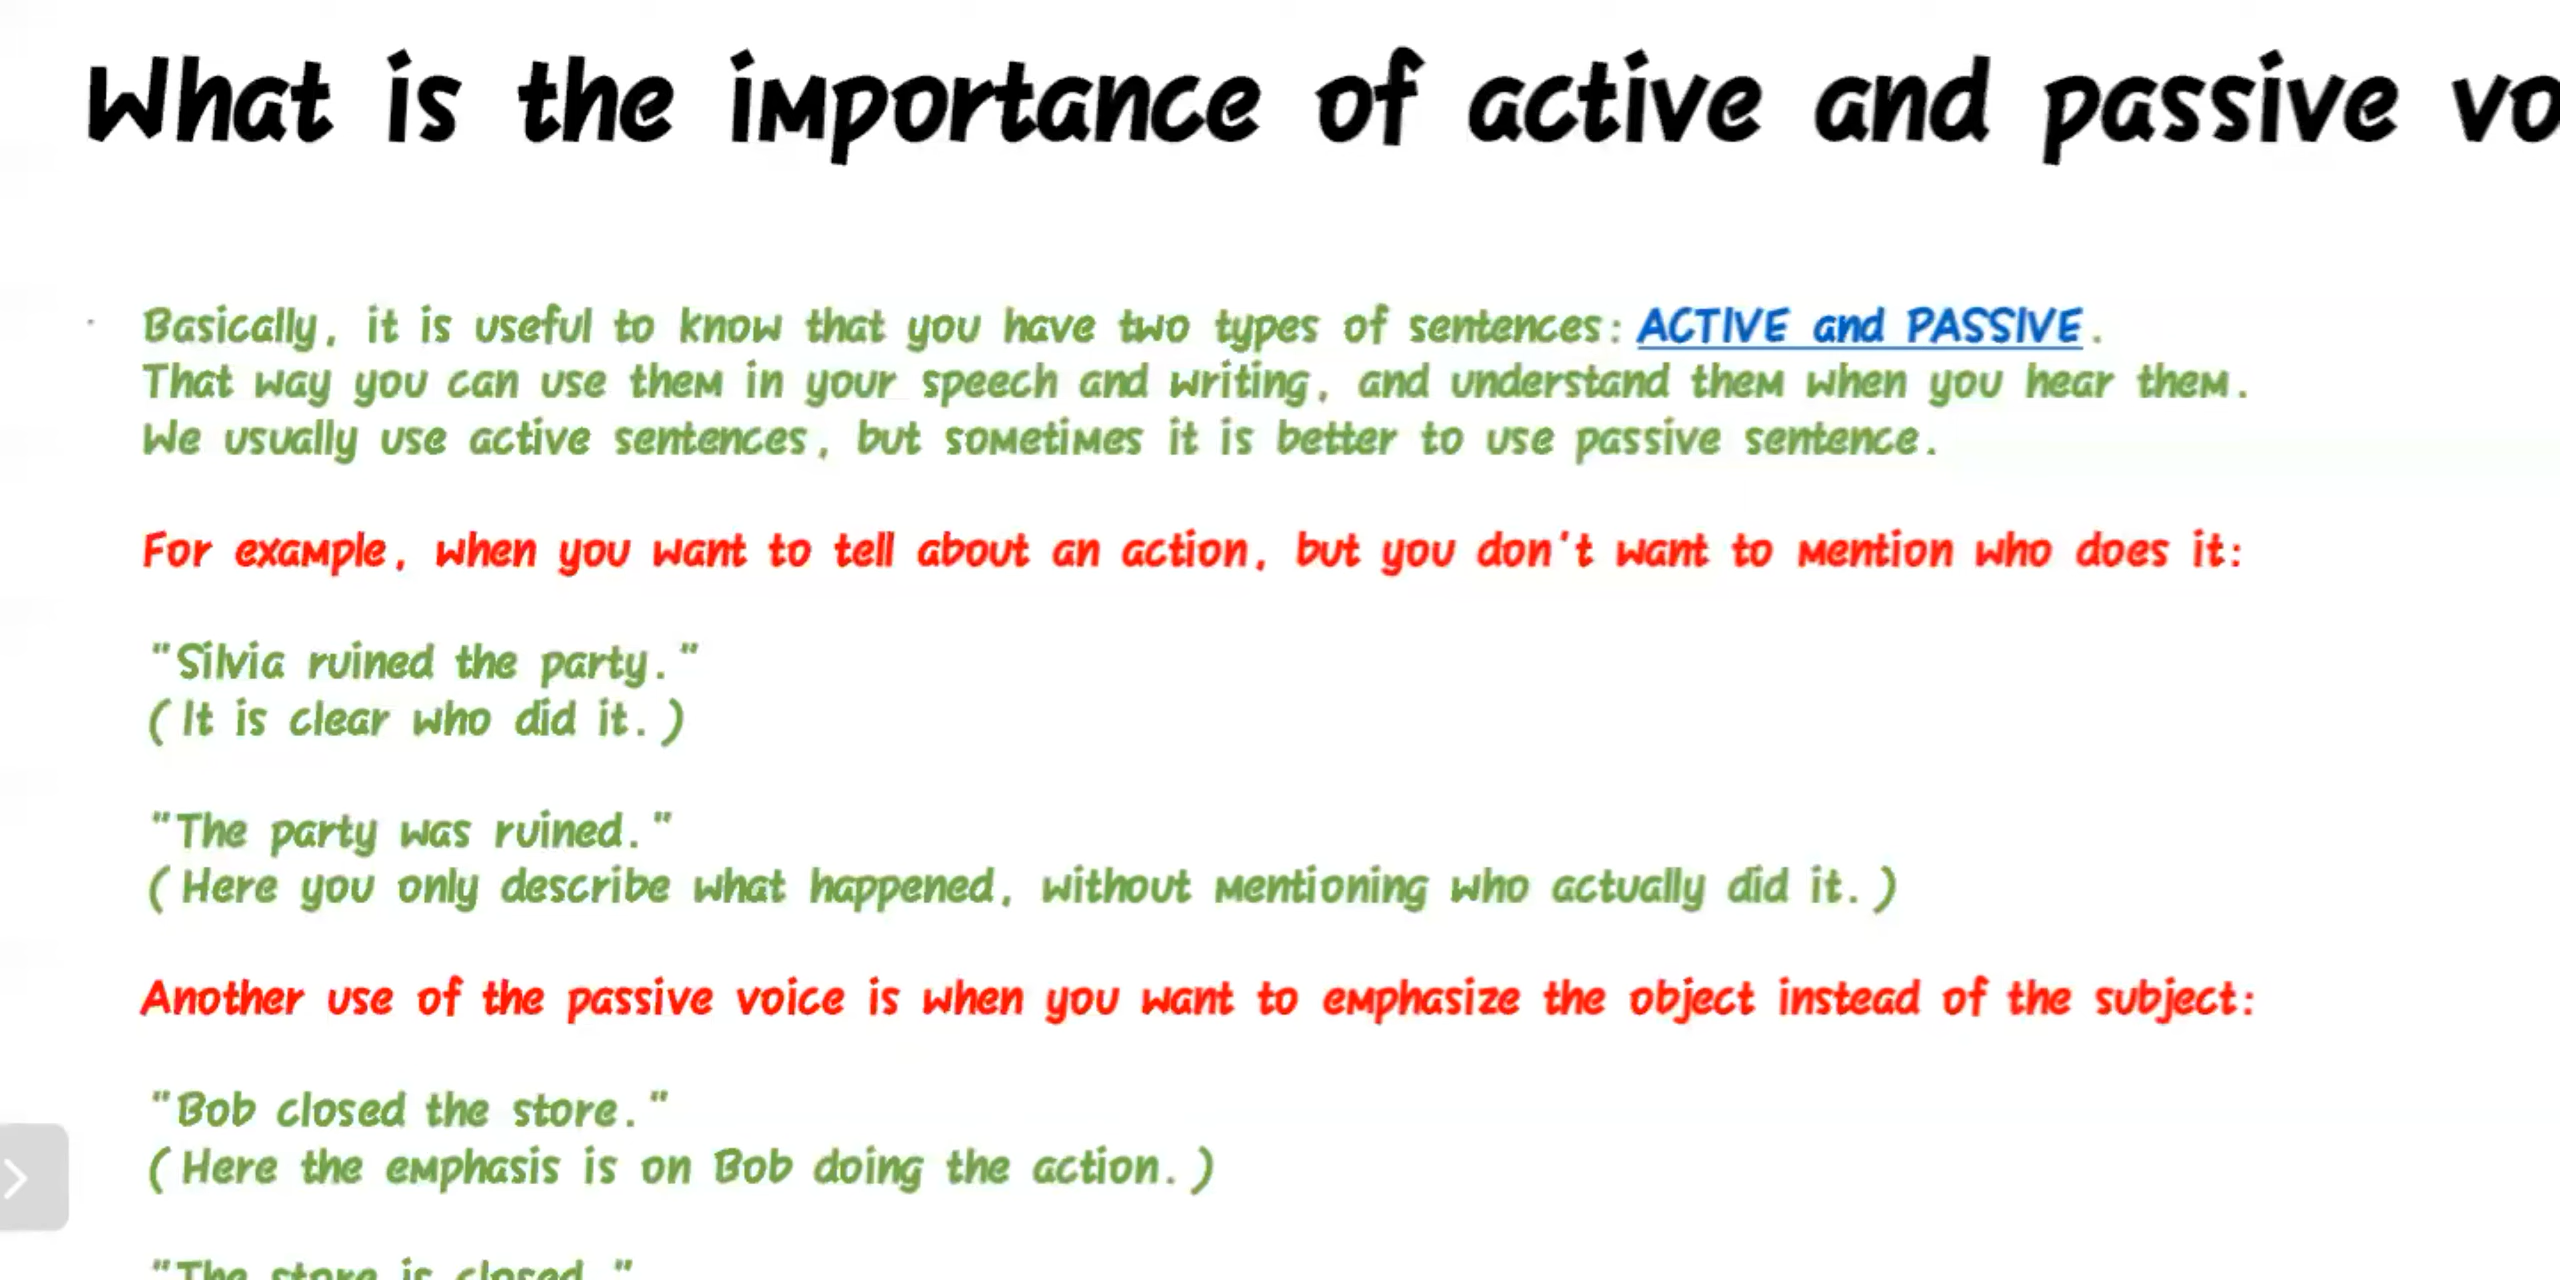 What is the importance of active and passive vo
Basically, it is useful to know that you have two types of sentences: ACTIVE and PASSIVE.
That way you can use them in your speech and writing, and understand them when you hear them.
We usually use active sentences, but sometimes it is better to use passive sentence.
For example, when you want to tell about an action, but you don't want to mention who does it:
"Silvia ruined the party."
(It is clear who did it.)
"The party was ruined."
(Here you only describe what happened, without mentioning who actually did it.)
Another use of the passive voice is when you want to emphasize the object instead of the subject:
"Bob closed the store."
(Here the emphasis is on Bob doing the action.)
"The store is closed."